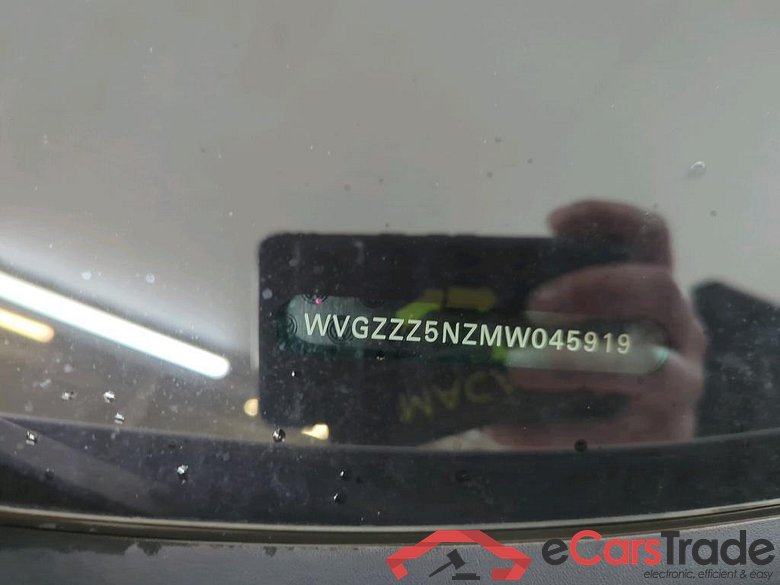 WVGZZZ5NZMW045919
eCarsTrade
electronic, efficient & easy